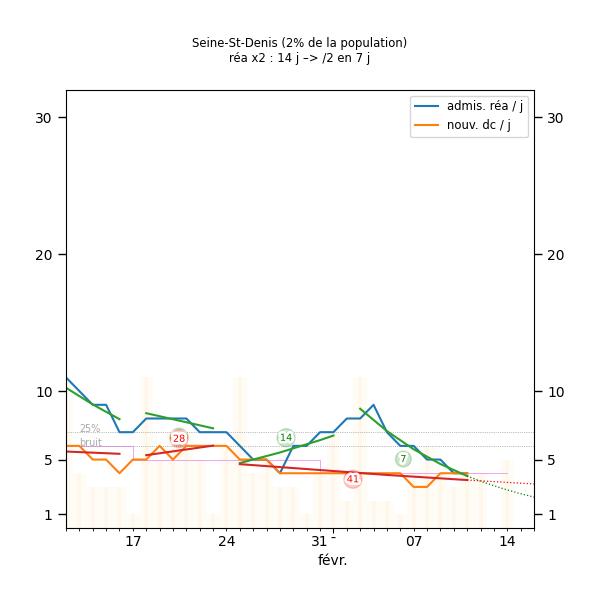 Seine-St-Denis (2% de la population)
réa x2 : 14 j –> /2 en 7 j
admis. réa / j
nouv. dc / j
30 30
20 20
10 10
25%
bruit
28
14
7
41
5 5
1 1
17 24 31 - 07 14
févr.